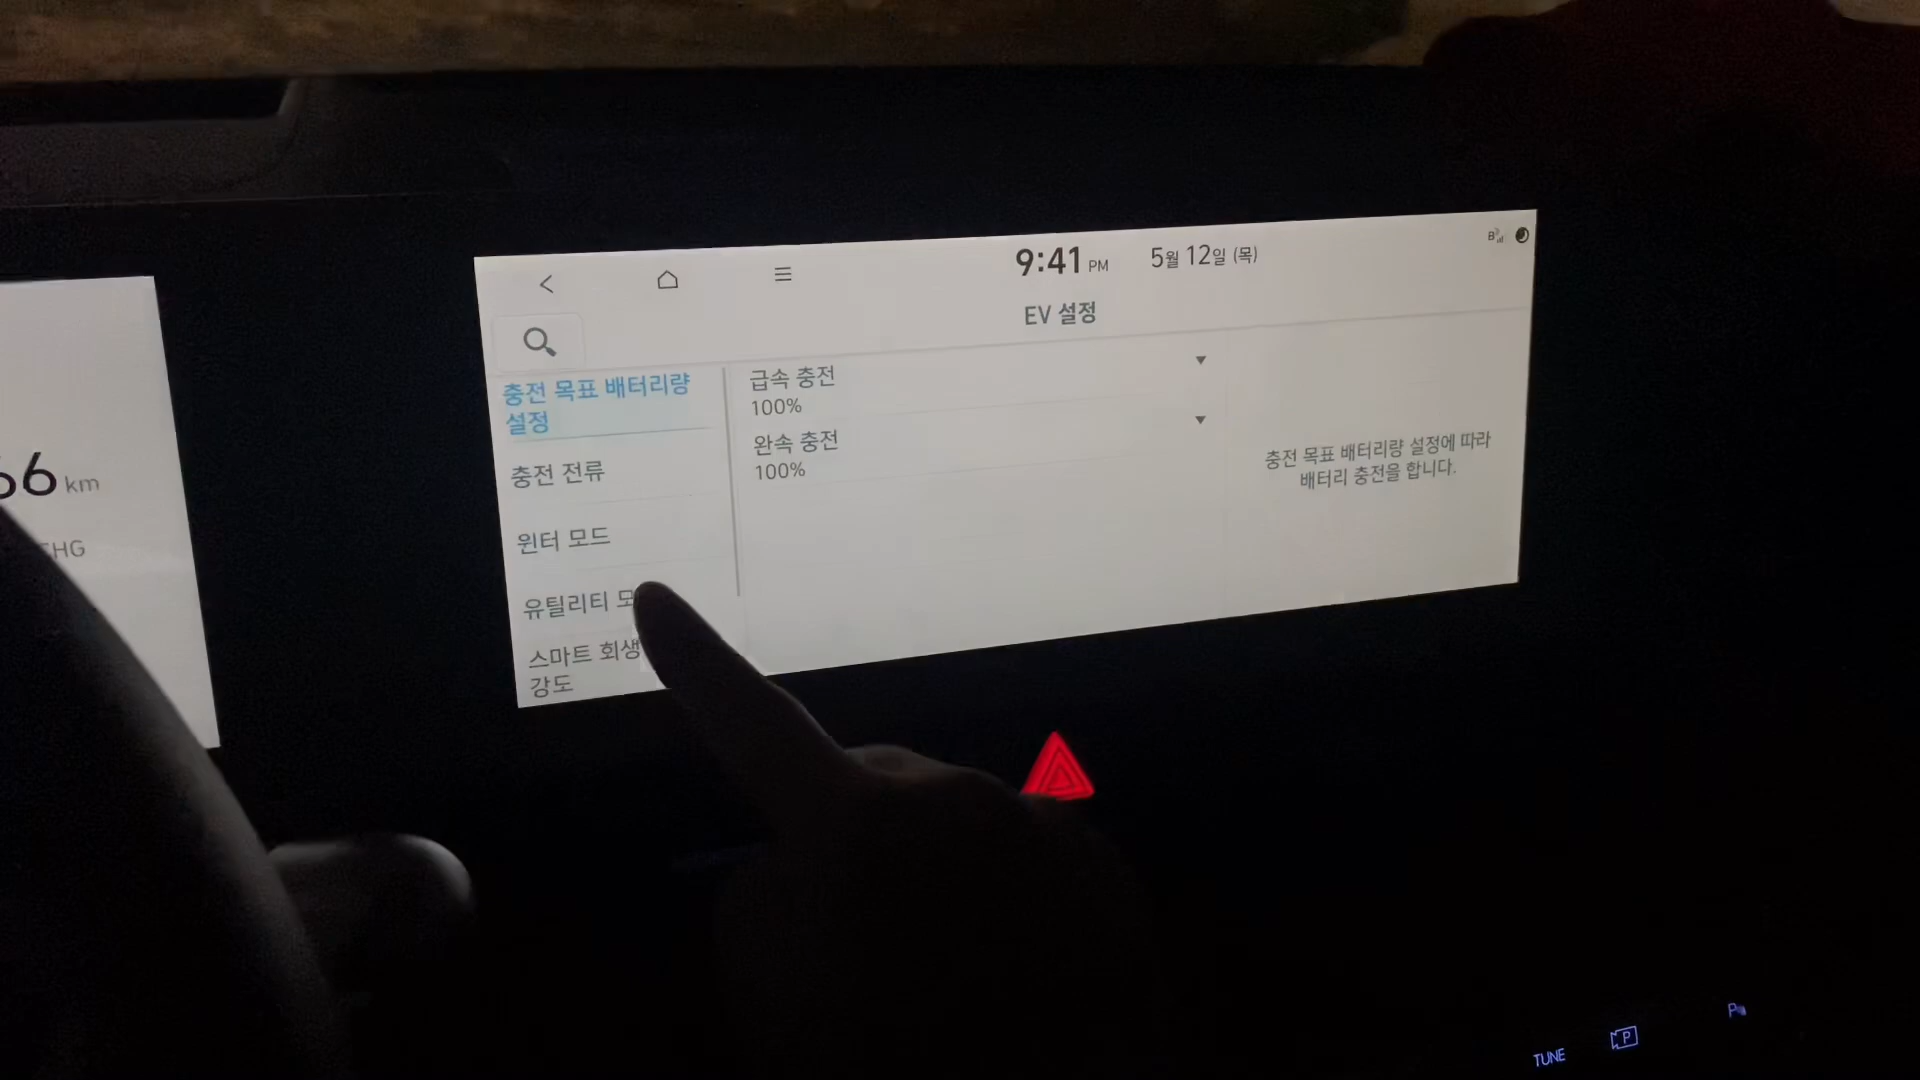 9:41 PM 5월 12일 (목)
EV 설정
충전 목표 배터리량
설정
충전 전류
윈터 모드
유틸리티
스마트 회생
강도
급속 충전
100%
완속 충전
100%
충전 목표 배터리량 설정에 따라
배터리 충전을 합니다.
66 km
TUNE
P
P